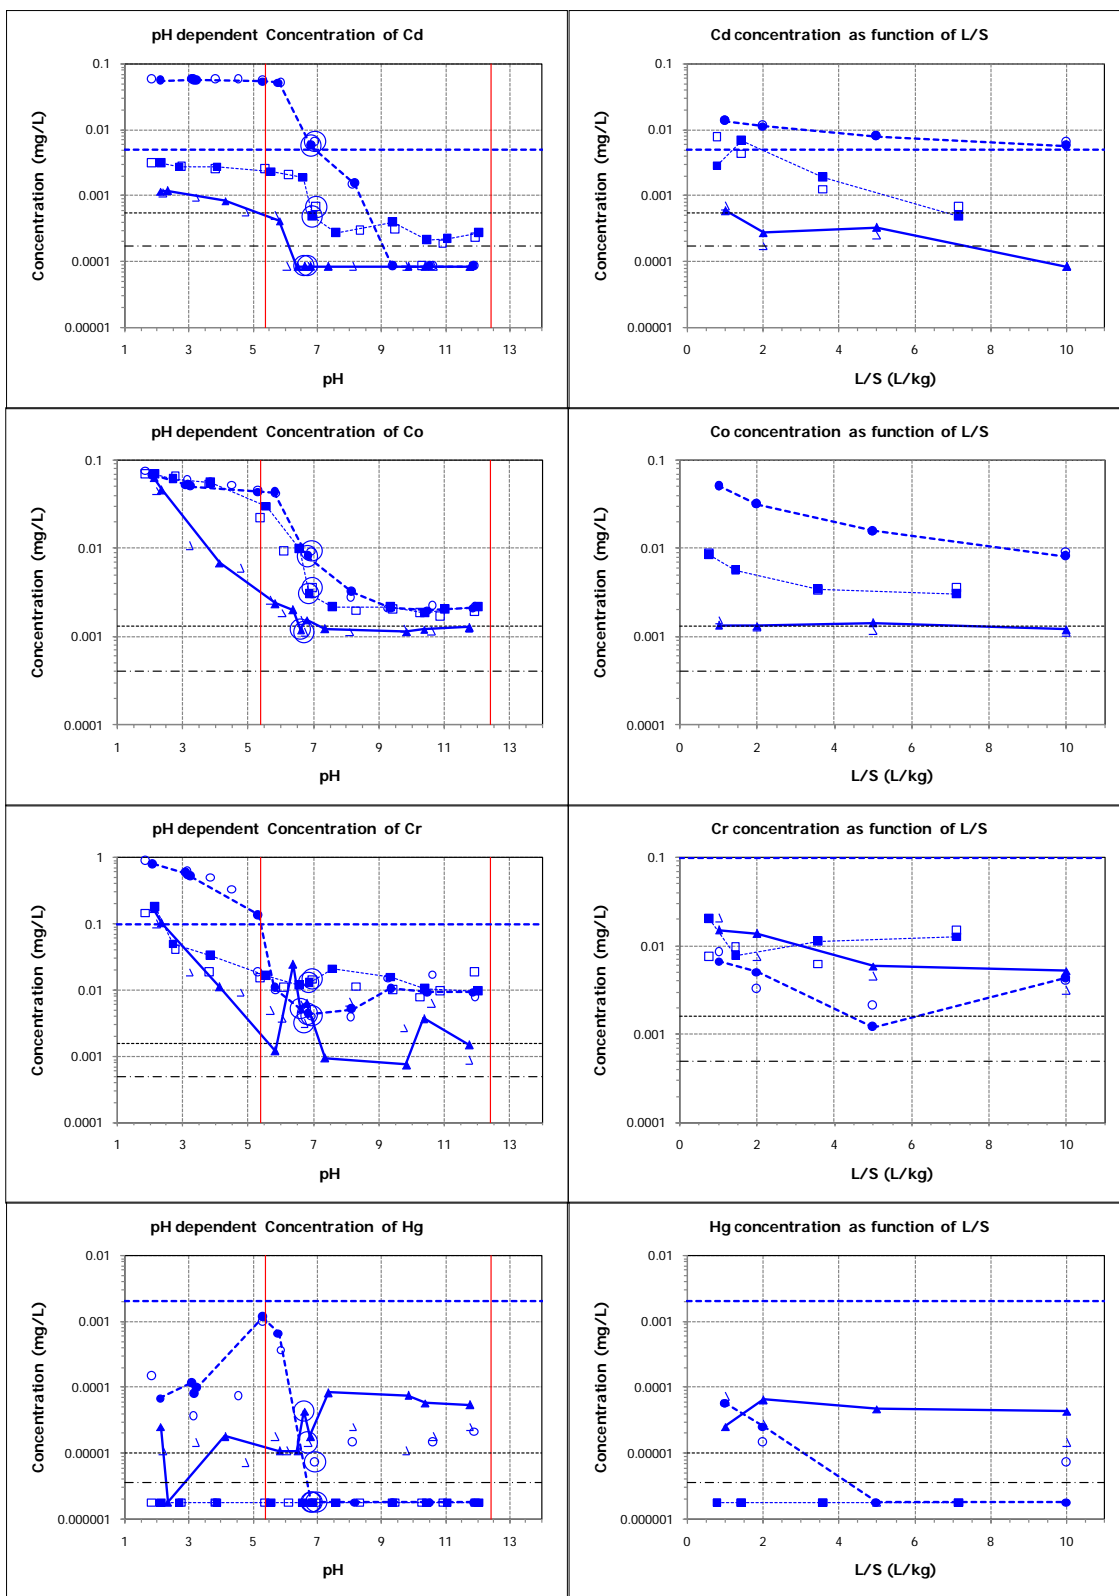 pH dependent Concentration of Cd
Concentration (mg/L)
0.1
0.01
0.001
0.0001
0.00001
1 3 5 7 9 11 13
pH
Cd concentration as function of L/S
Concentration (mg/L)
0.1
0.01
0.001
0.0001
0.00001
0 2 4 6 8 10
L/S (L/kg)
pH dependent Concentration of Co
Concentration (mg/L)
0.1
0.01
0.001
0.0001
1 3 5 7 9 11 13
pH
Co concentration as function of L/S
Concentration (mg/L)
0.1
0.01
0.001
0.0001
0 2 4 6 8 10
L/S (L/kg)
pH dependent Concentration of Cr
Concentration (mg/L)
1
0.1
0.01
0.001
0.0001
1 3 5 7 9 11 13
pH
Cr concentration as function of L/S
Concentration (mg/L)
0.1
0.01
0.001
0.0001
0 2 4 6 8 10
L/S (L/kg)
pH dependent Concentration of Hg
Concentration (mg/L)
0.01
0.001
0.0001
0.00001
0.000001
1 3 5 7 9 11 13
pH
Hg concentration as function of L/S
Concentration (mg/L)
0.01
0.001
0.0001
0.00001
0.000001
0 2 4 6 8 10
L/S (L/kg)